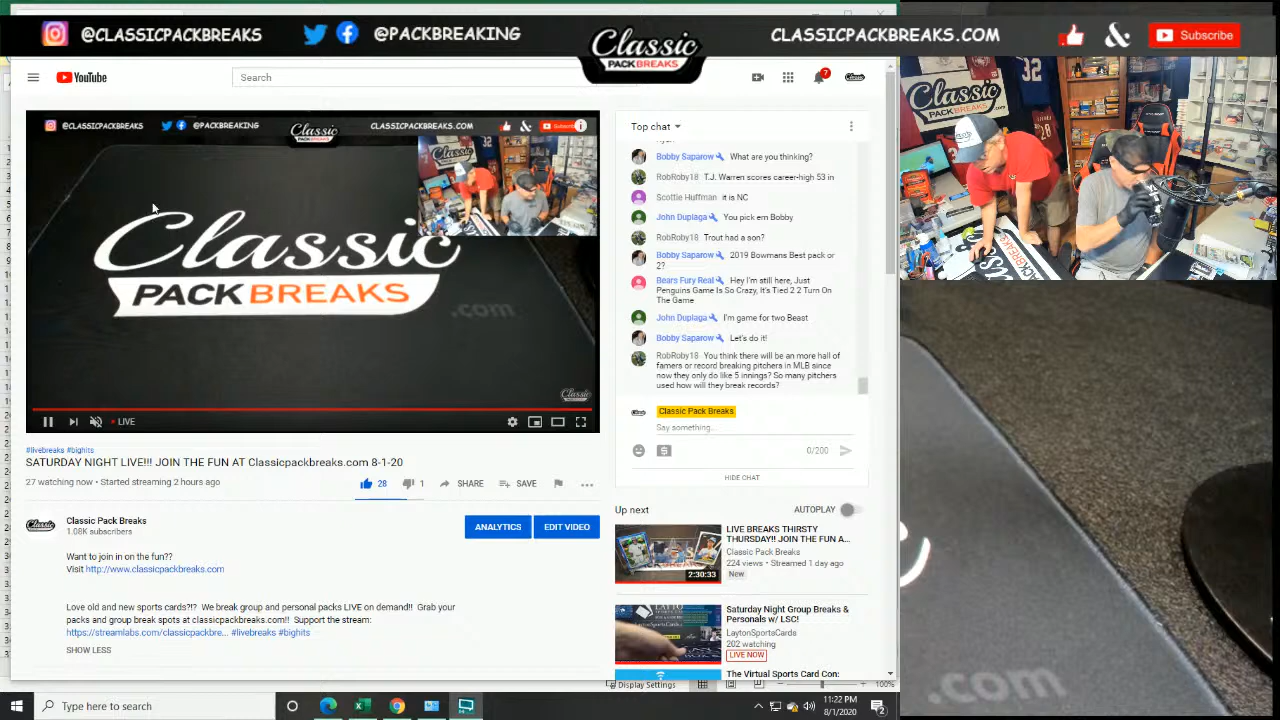 @CLASSICPACKBREAKS @PACKBREAKING Classic PACK BREAKS CLASSICPACKBREAKS.COM Subscribe
YouTube Search 7 Classic
@CLASSICPACKBREAKS @PACKBREAKING Classic PACK BREAKS CLASSICPACKBREAKS.COM
Classic
PACK BREAKS
.com
LIVE
#livebreaks #bighits
SATURDAY NIGHT LIVE!!! JOIN THE FUN AT Classicpackbreaks.com 8-1-20
27 watching now • Started streaming 2 hours ago
28 1 SHARE SAVE
Classic Pack Breaks
1.08K subscribers
ANALYTICS EDIT VIDEO
Want to join in on the fun??
Visit http://www.classicpackbreaks.com
Love old and new sports cards?!? We break group and personal packs LIVE on demand!! Grab your
packs and group break spots at classicpackbreaks.com!! Support the stream:
https://streamlabs.com/classicpackbre... #livebreaks #bighits
SHOW LESS
Top chat
Bobby Saparow What are you thinking?
RobRoby18 T.J. Warren scores career-high 53 in
Scottie Huffman it is NC
John Duplaga You pick em Bobby
RobRoby18 Trout had a son?
Bobby Saparow 2019 Bowmans Best pack or
2?
Bears Fury Real Hey I'm still here, Just
Penguins Game Is So Crazy, It's Tied 2 2 Turn On
The Game
John Duplaga I'm game for two Beast
Bobby Saparow Let's do it!
RobRoby18 You think there will be an more hall of
famers or record breaking pitchers in MLB since
now they only do like 5 innings? So many pitchers
used how will they break records?
Classic Pack Breaks
Say something...
0/200
HIDE CHAT
Up next AUTOPLAY
LIVE BREAKS THIRSTY
THURSDAY!! JOIN THE FUN A...
Classic Pack Breaks
224 views • Streamed 1 day ago
New
2:30:33
Saturday Night Group Breaks &
Personals w/ LSC!
LaytonSportsCards
202 watching
LIVE NOW
The Virtual Sports Card Con:
Display Settings 100%
Type here to search
11:22 PM
8/1/2020
2
Classic
PACKBREAKS.COM
32
.com